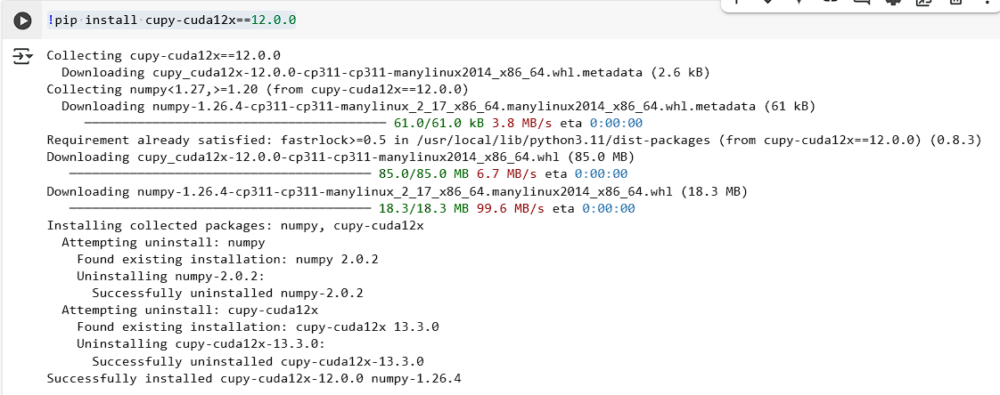 !pip install cupy-cuda12x==12.0.0
Collecting cupy-cuda12x==12.0.0
  Downloading cupy_cuda12x-12.0.0-cp311-cp311-manylinux2014_x86_64.whl.metadata (2.6 kB)
Collecting numpy<1.27,>=1.20 (from cupy-cuda12x==12.0.0)
  Downloading numpy-1.26.4-cp311-cp311-manylinux_2_17_x86_64.manylinux2014_x86_64.whl.metadata (61 kB)
61.0/61.0 kB 3.8 MB/s eta 0:00:00
Requirement already satisfied: fastrlock>=0.5 in /usr/local/lib/python3.11/dist-packages (from cupy-cuda12x==12.0.0) (0.8.3)
Downloading cupy_cuda12x-12.0.0-cp311-cp311-manylinux2014_x86_64.whl (85.0 MB)
85.0/85.0 MB 6.7 MB/s eta 0:00:00
Downloading numpy-1.26.4-cp311-cp311-manylinux_2_17_x86_64.manylinux2014_x86_64.whl (18.3 MB)
18.3/18.3 MB 99.6 MB/s eta 0:00:00
Installing collected packages: numpy, cupy-cuda12x
  Attempting uninstall: numpy
    Found existing installation: numpy 2.0.2
    Uninstalling numpy-2.0.2:
      Successfully uninstalled numpy-2.0.2
  Attempting uninstall: cupy-cuda12x
    Found existing installation: cupy-cuda12x 13.3.0
    Uninstalling cupy-cuda12x-13.3.0:
      Successfully uninstalled cupy-cuda12x-13.3.0
Successfully installed cupy-cuda12x-12.0.0 numpy-1.26.4